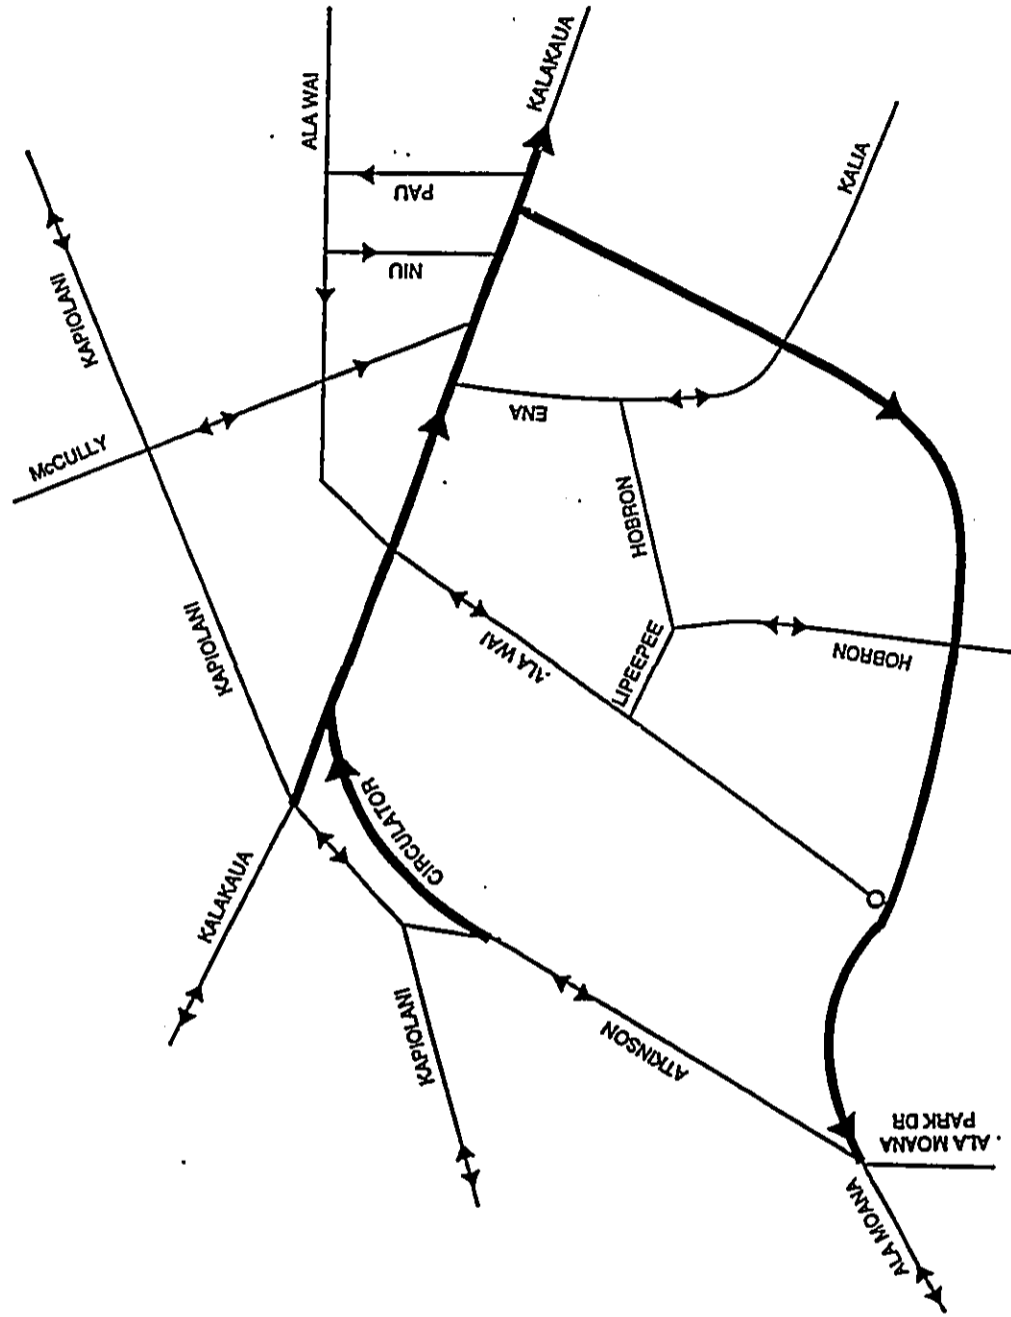 ALA WAI
KALAKAUA
KAPIOLANI
PAU
KALIA
NIU
McCULLY
ENA
HOBRON
KAPIOLANI
ALA WAI
LIPEEPEE
HOBRON
CIRCULATOR
KALAKAUA
KAPIOLANI
ATKINSON
ALA MOANA
PARK DR
ALA MOANA